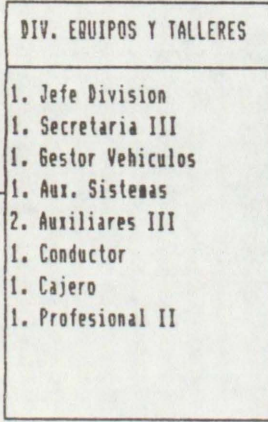 DIV. EQUIPOS Y TALLERES
1. Jefe Division
1. Secretaria III
1. Gestor Vehiculos
1. Aux. Sistemas
2. Auxiliares III
1. Conductor
1. Cajero
1. Profesional II